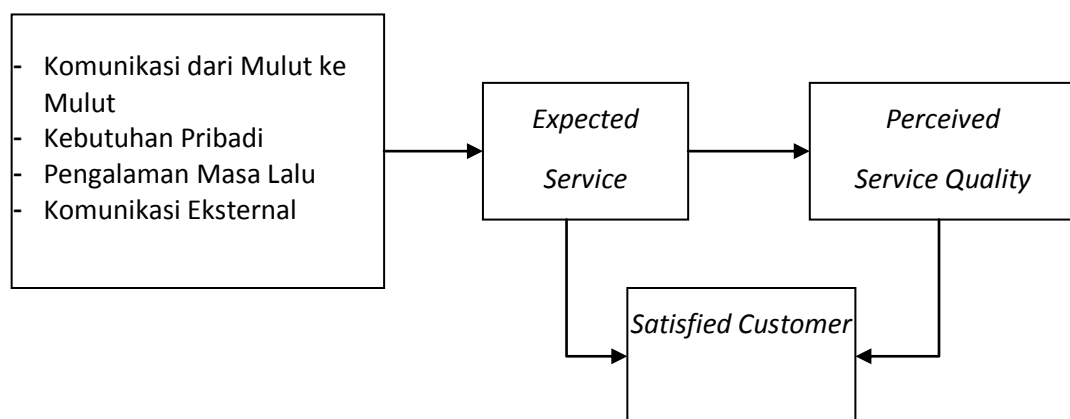 - Komunikasi dari Mulut ke
Mulut
- Kebutuhan Pribadi
- Pengalaman Masa Lalu
- Komunikasi Eksternal
Expected
Service
Perceived
Service Quality
Satisfied Customer